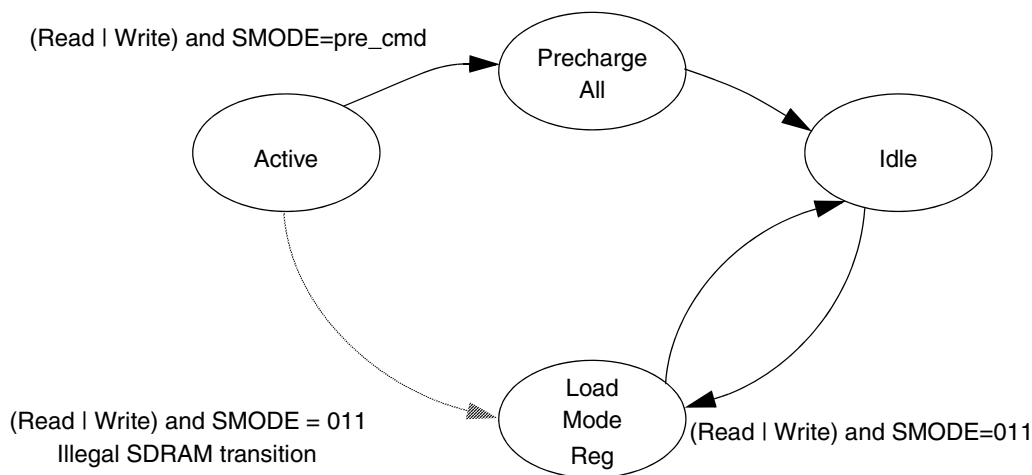 (Read | Write) and SMODE=pre_cmd
Precharge
All
Active
Idle
Load
Mode
Reg
(Read | Write) and SMODE = 011
Illegal SDRAM transition
(Read | Write) and SMODE=011